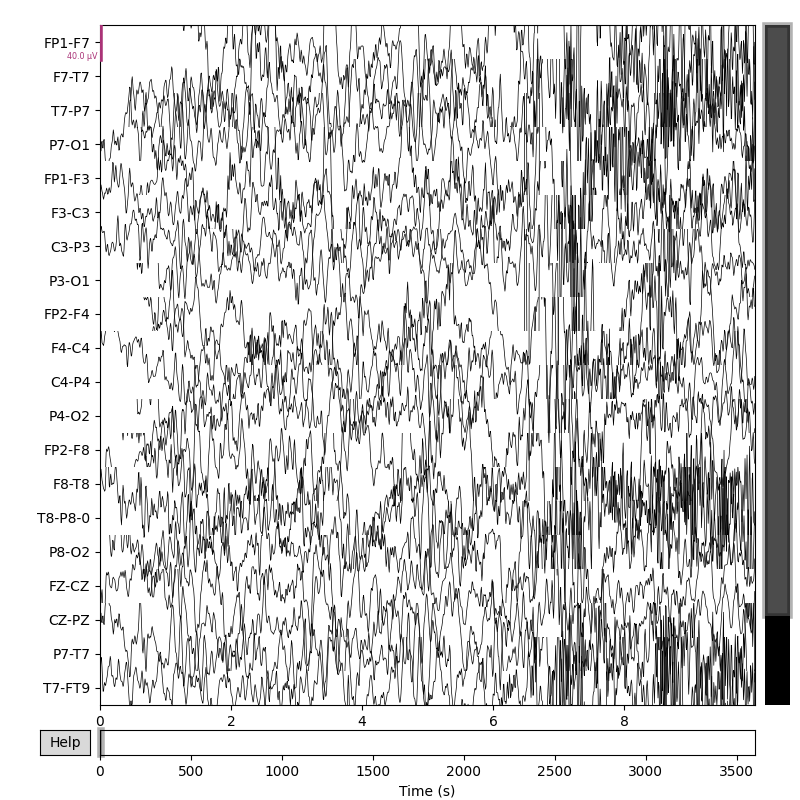 FP1-F7
40.0 µV
F7-T7
T7-P7
P7-O1
FP1-F3
F3-C3
C3-P3
P3-O1
FP2-F4
F4-C4
C4-P4
P4-O2
FP2-F8
F8-T8
T8-P8-0
P8-O2
FZ-CZ
CZ-PZ
P7-T7
T7-FT9
0 2 4 6 8
Help
0 500 1000 1500 2000 2500 3000 3500
Time (s)